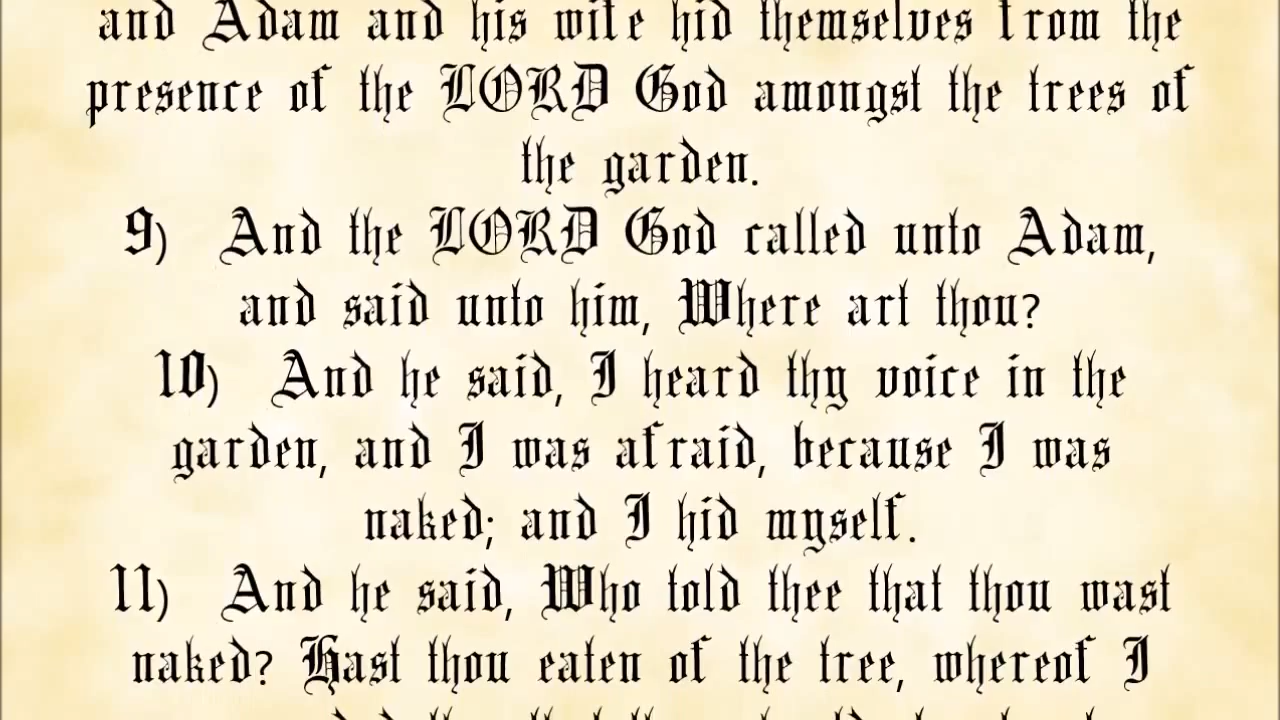 and Adam and his wife hid themselves from the
presence of the LORD God amongst the trees of
the garden.
9) And the LORD God called unto Adam,
and said unto him, Where art thou?
10) And he said, I heard thy voice in the
garden, and I was afraid, because I was
naked; and I hid myself.
11) And he said, Who told thee that thou wast
naked? Hast thou eaten of the tree, whereof I